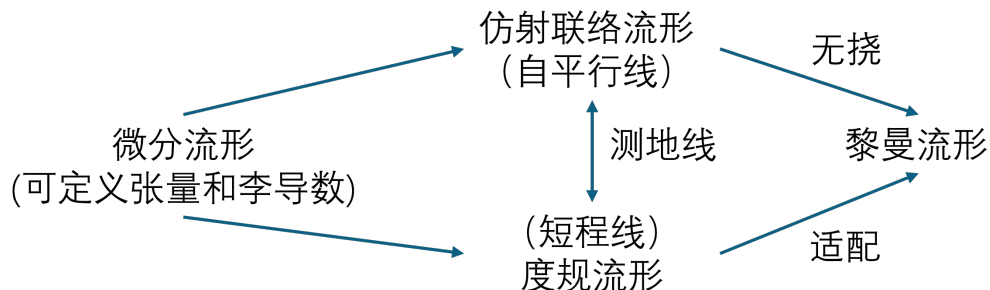 仿射联络流形
（自平行线）
无挠
微分流形
(可定义张量和李导数)
测地线
黎曼流形
（短程线）
度规流形
适配